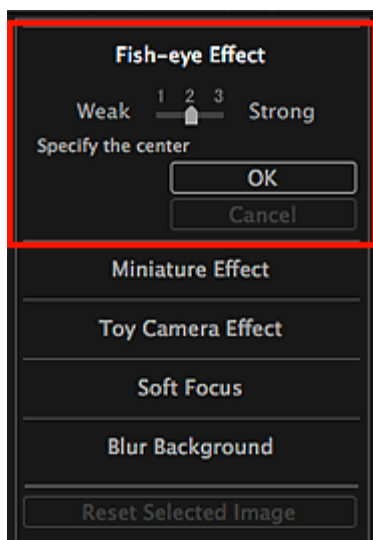 Fish-eye Effect
1 2 3
Weak Strong
Specify the center
OK
Cancel
Miniature Effect
Toy Camera Effect
Soft Focus
Blur Background
Reset Selected Image